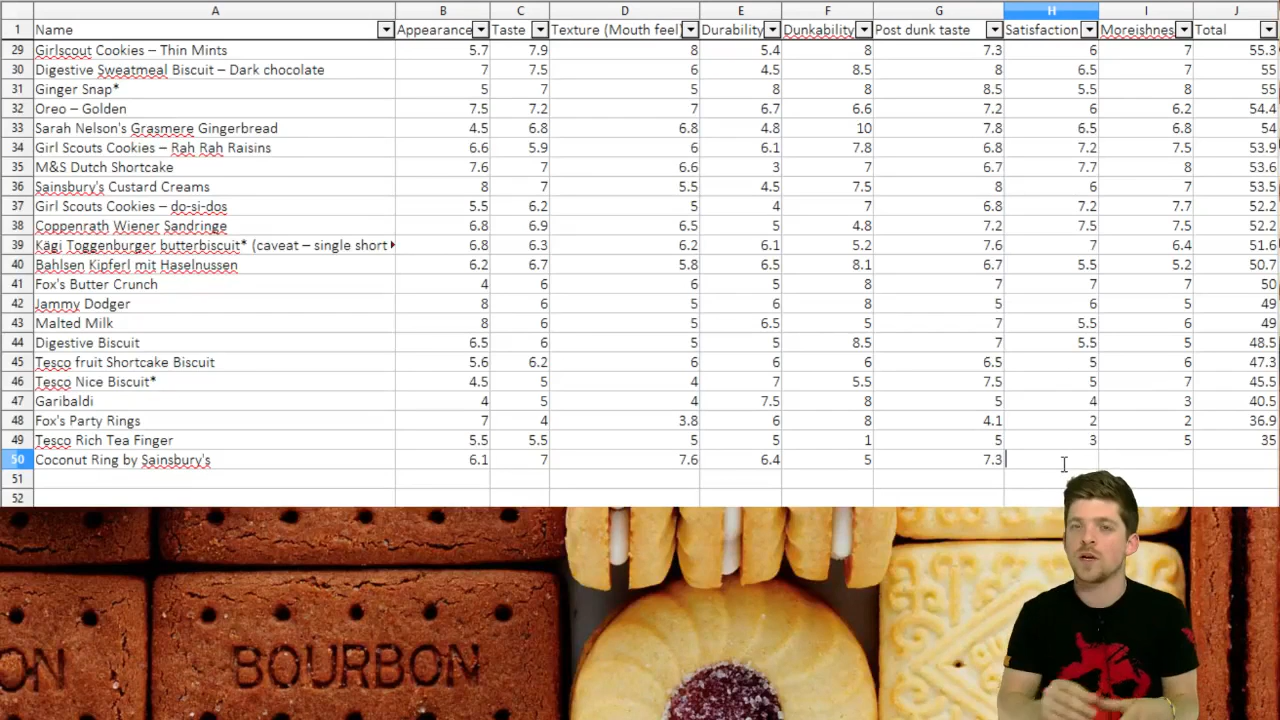 A B C D E F G H I J
1 Name Appearance Taste Texture (Mouth feel) Durability Dunkability Post dunk taste Satisfaction Moreishnes Total
29 Girlscout Cookies – Thin Mints 5.7 7.9 8 5.4 8 7.3 6 7 55.3
30 Digestive Sweatmeal Biscuit – Dark chocolate 7 7.5 6 4.5 8.5 8 6.5 7 55
31 Ginger Snap* 5 7 5 8 8 8.5 5.5 8 55
32 Oreo – Golden 7.5 7.2 7 6.7 6.6 7.2 6 6.2 54.4
33 Sarah Nelson's Grasmere Gingerbread 4.5 6.8 6.8 4.8 10 7.8 6.5 6.8 54
34 Girl Scouts Cookies – Rah Rah Raisins 6.6 5.9 6 6.1 7.8 6.8 7.2 7.5 53.9
35 M&S Dutch Shortcake 7.6 7 6.6 3 7 6.7 7.7 8 53.6
36 Sainsbury's Custard Creams 8 7 5.5 4.5 7.5 8 6 7 53.5
37 Girl Scouts Cookies – do-si-dos 5.5 6.2 5 4 7 6.8 7.2 7.7 52.2
38 Coppenrath Wiener Sandringe 6.8 6.9 6.5 5 4.8 7.2 7.5 7.5 52.2
39 Kägi Toggenburger butterbiscuit* (caveat – single short 6.8 6.3 6.2 6.1 5.2 7.6 7 6.4 51.6
40 Bahlsen Kipferl mit Haselnussen 6.2 6.7 5.8 6.5 8.1 6.7 5.5 5.2 50.7
41 Fox's Butter Crunch 4 6 6 5 8 7 7 7 50
42 Jammy Dodger 8 6 5 6 8 5 6 5 49
43 Malted Milk 8 6 5 6.5 5 7 5.5 6 49
44 Digestive Biscuit 6.5 6 5 5 8.5 7 5.5 5 48.5
45 Tesco fruit Shortcake Biscuit 5.6 6.2 6 6 6 6.5 5 6 47.3
46 Tesco Nice Biscuit* 4.5 5 4 7 5.5 7.5 5 7 45.5
47 Garibaldi 4 5 4 7.5 8 5 4 3 40.5
48 Fox's Party Rings 7 4 3.8 6 8 4.1 2 2 36.9
49 Tesco Rich Tea Finger 5.5 5.5 5 5 1 5 3 5 35
50 Coconut Ring by Sainsbury's 6.1 7 7.6 6.4 5 7.3
51
52
ON BOURBON